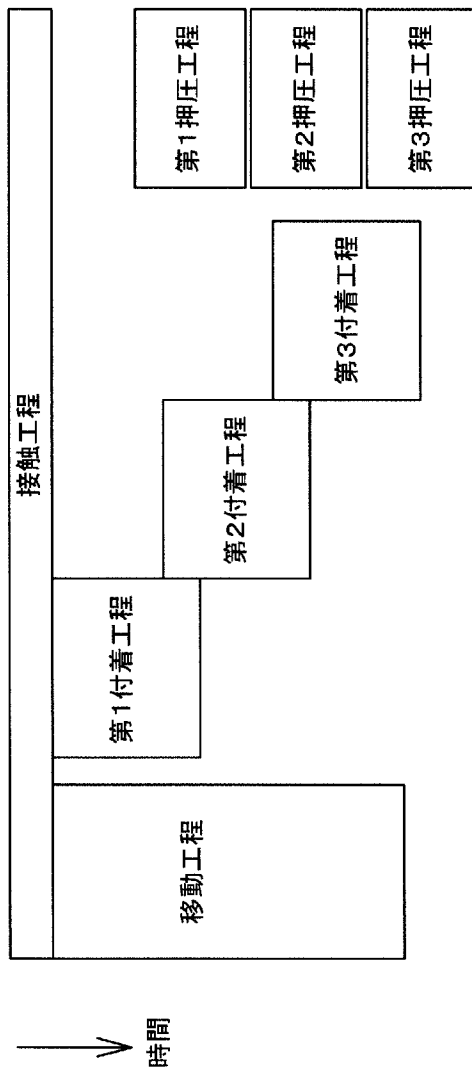 接触工程
移動工程
第1付着工程
第2付着工程
第3付着工程
第1押圧工程
第2押圧工程
第3押圧工程
時間